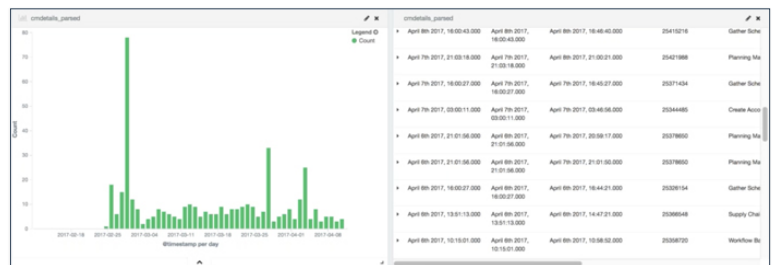 cmdetails_parsed
Legend
Count
80
70
60
50
40
30
20
10
0
Count
2017-02-18 2017-02-25 2017-03-04 2017-03-11 2017-03-18 2017-03-25 2017-04-01 2017-04-08
@timestamp per day
cmdetails_parsed
April 8th 2017, 16:00:43.000 April 8th 2017, 16:46:40.000 25415216 Gather Sche
16:00:43.000
April 7th 2017, 21:03:18.000 April 7th 2017, April 8th 2017, 21:00:21.000 25421988 Planning Ma
21:03:18.000
April 7th 2017, 16:00:27.000 April 7th 2017, April 7th 2017, 16:45:27.000 25371434 Gather Sche
16:00:27.000
April 7th 2017, 03:00:11.000 April 7th 2017, April 7th 2017, 03:46:56.000 25344485 Create Acco
03:00:11.000
April 6th 2017, 21:01:56.000 April 6th 2017, April 7th 2017, 20:58:17.000 25378650 Planning Ma
21:01:56.000
April 6th 2017, 21:01:56.000 April 6th 2017, April 7th 2017, 21:01:50.000 25378650 Planning Ma
21:01:56.000
April 6th 2017, 16:00:27.000 April 6th 2017, April 6th 2017, 16:44:21.000 25326154 Gather Sche
16:00:27.000
April 6th 2017, 13:51:13.000 April 6th 2017, April 6th 2017, 14:47:21.000 25366548 Supply Chai
13:51:13.000
April 6th 2017, 10:15:01.000 April 6th 2017, April 6th 2017, 10:58:52.000 25358720 Workflow Ba
10:15:01.000